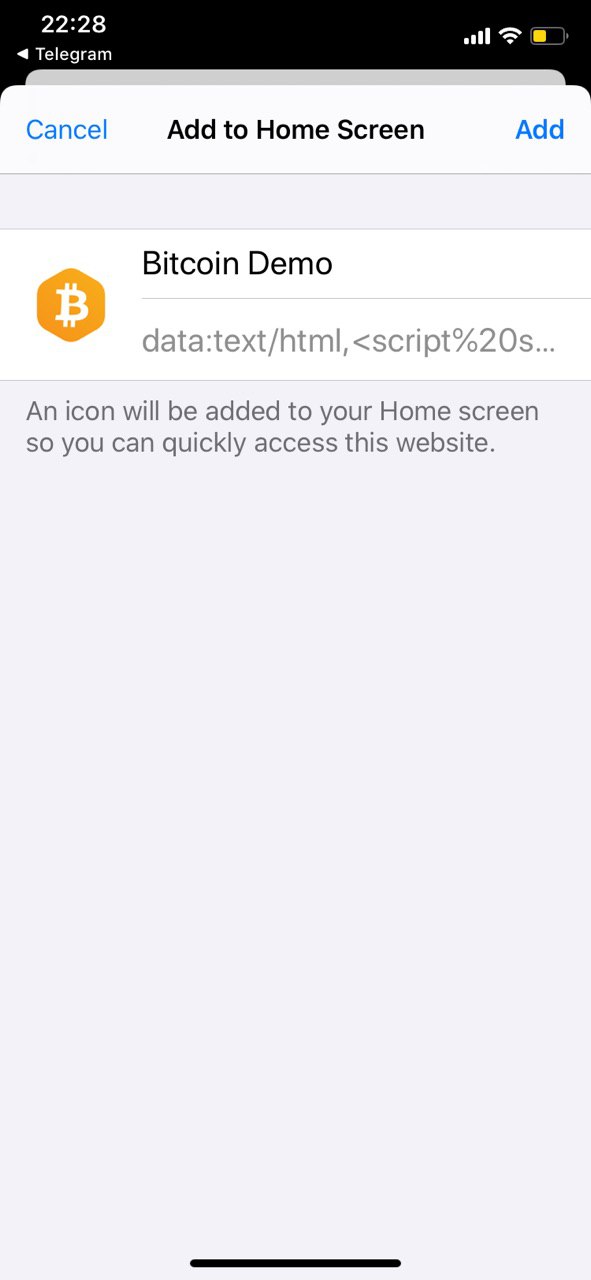 22:28
◀ Telegram
Cancel Add to Home Screen Add
Bitcoin Demo
data:text/html,<script%20s...
An icon will be added to your Home screen
so you can quickly access this website.